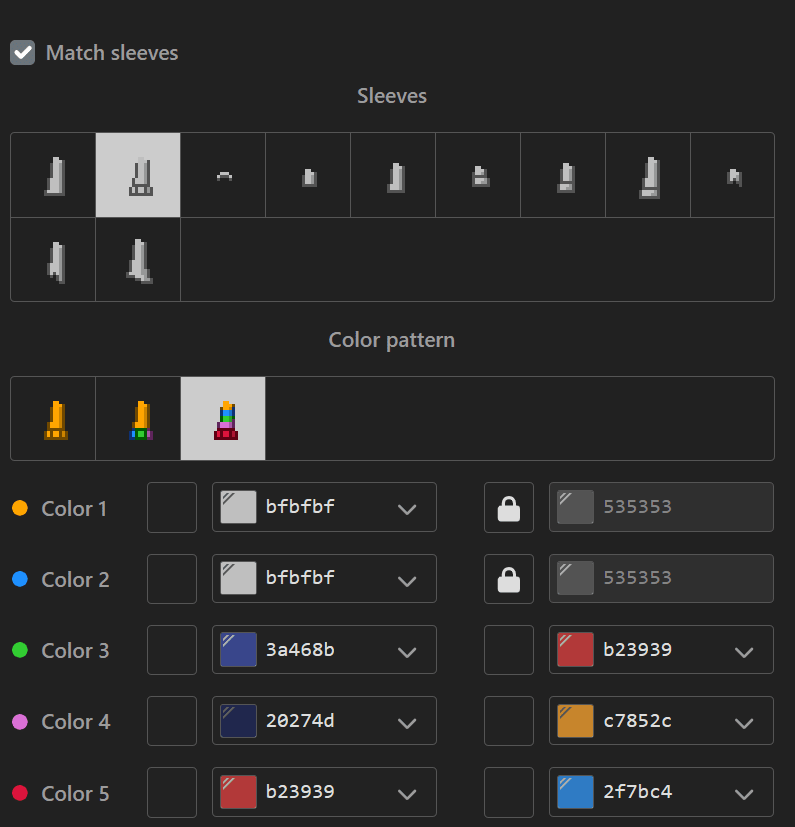 Match sleeves
Sleeves
Color pattern
Color 1 bfbfbf 535353
Color 2 bfbfbf 535353
Color 3 3a468b b23939
Color 4 20274d c7852c
Color 5 b23939 2f7bc4